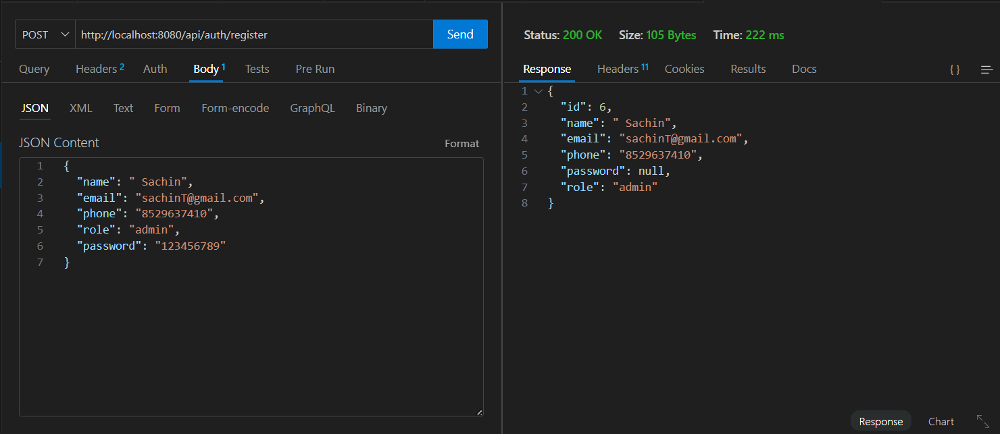 POST http://localhost:8080/api/auth/register Send
Query Headers 2 Auth Body 1 Tests Pre Run
JSON XML Text Form Form-encode GraphQL Binary
JSON Content Format
1 {
2 "name": " Sachin",
3 "email": "sachinT@gmail.com",
4 "phone": "8529637410",
5 "role": "admin",
6 "password": "123456789"
7 }
Status: 200 OK Size: 105 Bytes Time: 222 ms
Response Headers 11 Cookies Results Docs { }
1 {
2 "id": 6,
3 "name": " Sachin",
4 "email": "sachinT@gmail.com",
5 "phone": "8529637410",
6 "password": null,
7 "role": "admin"
8 }
Response Chart